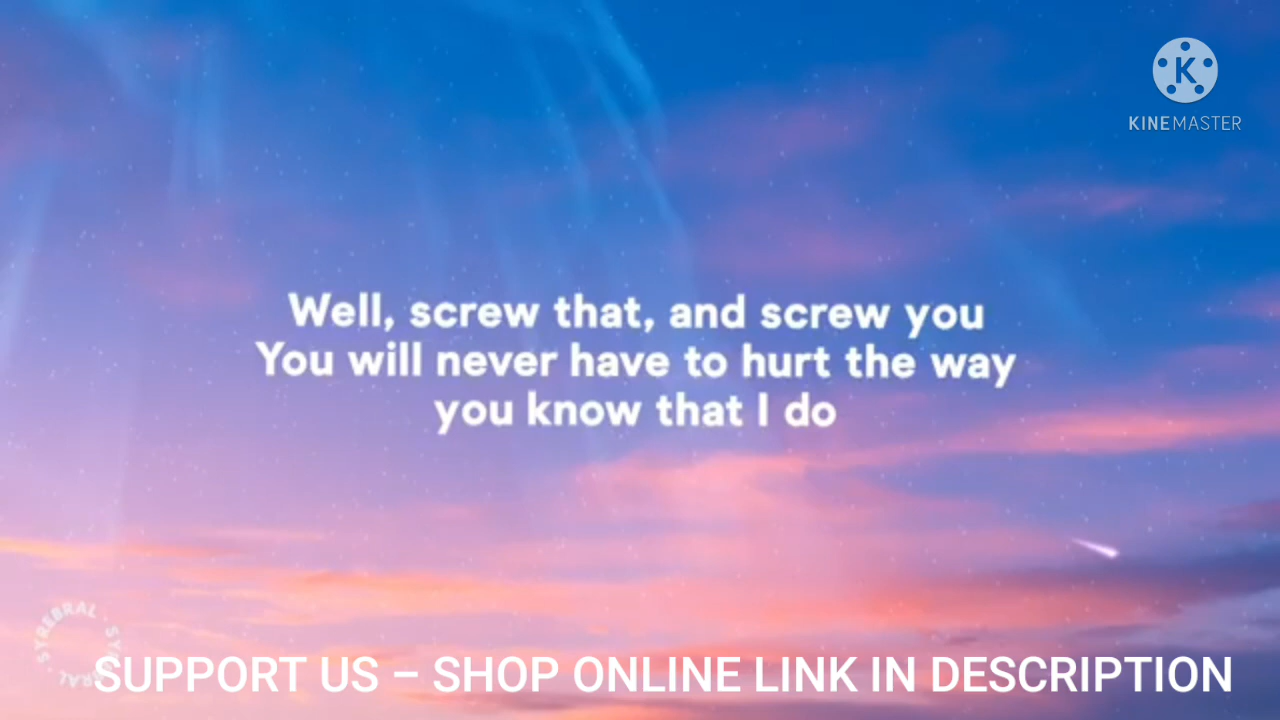 KINEMASTER
Well, screw that, and screw you
You will never have to hurt the way
you know that I do
SYREBRAL
SUPPORT US – SHOP ONLINE LINK IN DESCRIPTION